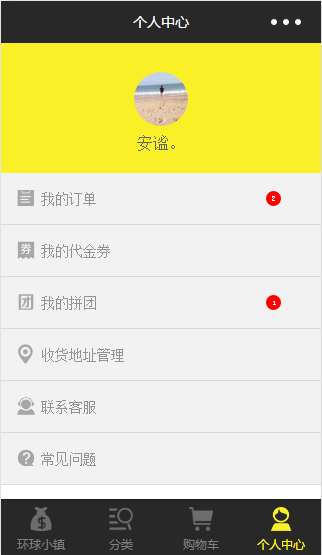 个人中心
安谧。
我的订单 2
券 我的代金券
团 我的拼团 1
收货地址管理
联系客服
? 常见问题
$ 环球小镇 分类 购物车 个人中心